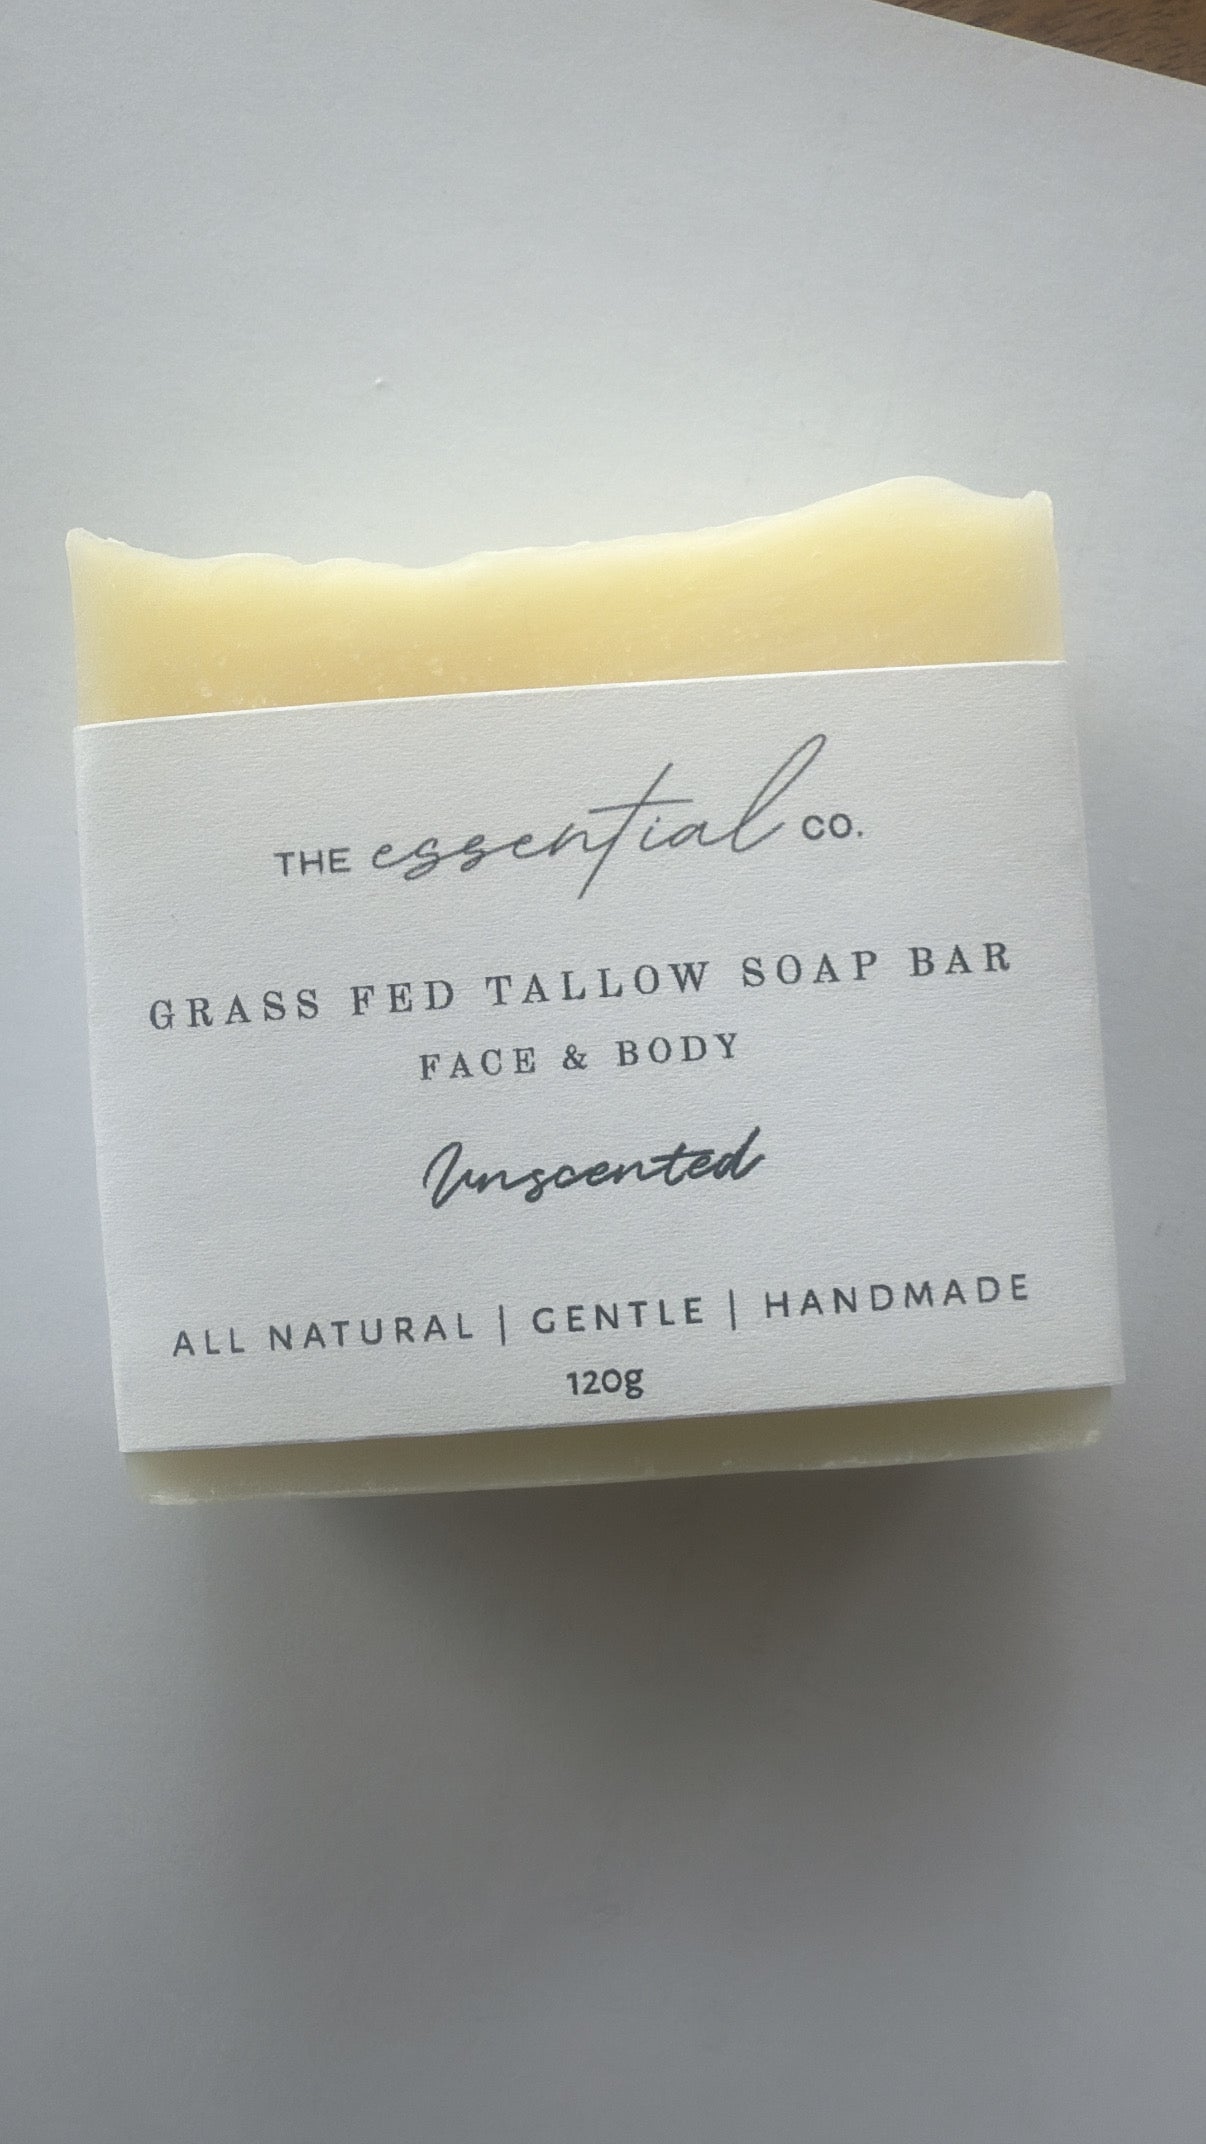 THE essential CO.
GRASS FED TALLOW SOAP BAR
FACE & BODY
Unscented
ALL NATURAL | GENTLE | HANDMADE
120g